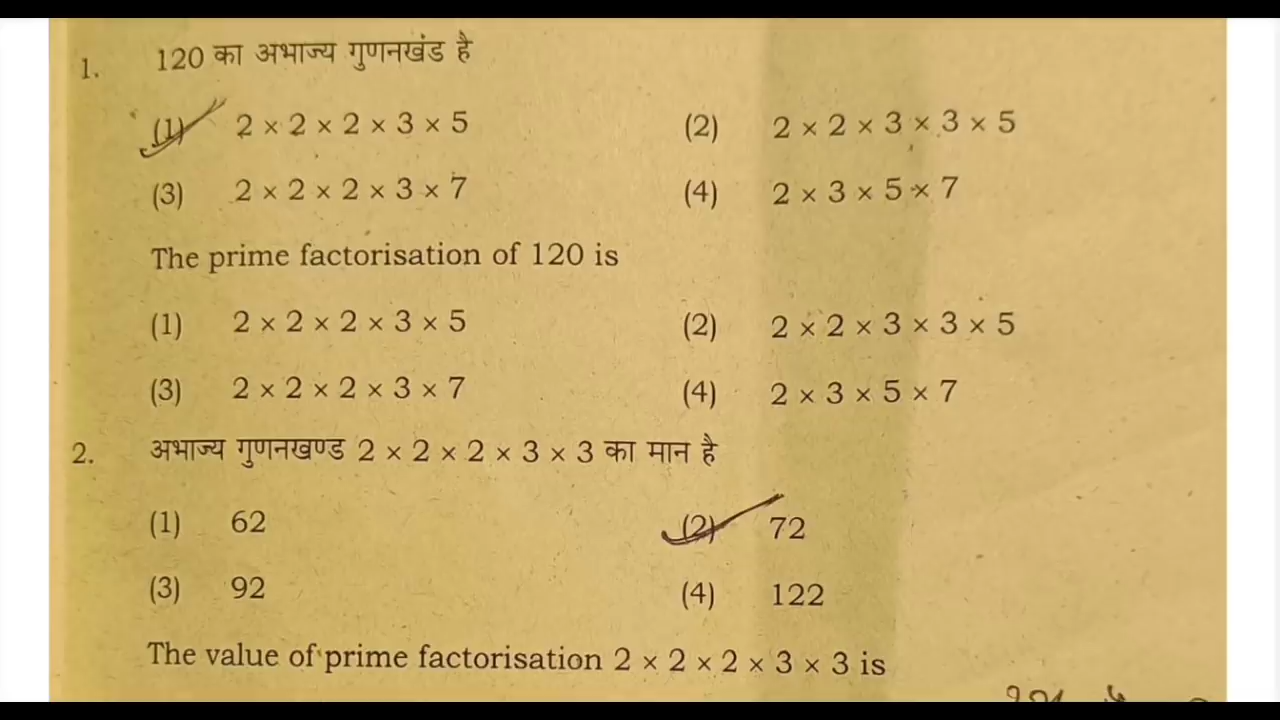 1. 120 का अभाज्य गुणनखंड है
(1) 2 × 2 × 2 × 3 × 5 (2) 2 × 2 × 3 × 3 × 5
(3) 2 × 2 × 2 × 3 × 7 (4) 2 × 3 × 5 × 7
The prime factorisation of 120 is
(1) 2 × 2 × 2 × 3 × 5 (2) 2 × 2 × 3 × 3 × 5
(3) 2 × 2 × 2 × 3 × 7 (4) 2 × 3 × 5 × 7
2. अभाज्य गुणनखण्ड 2 × 2 × 2 × 3 × 3 का मान है
(1) 62 (2) 72
(3) 92 (4) 122
The value of prime factorisation 2 × 2 × 2 × 3 × 3 is